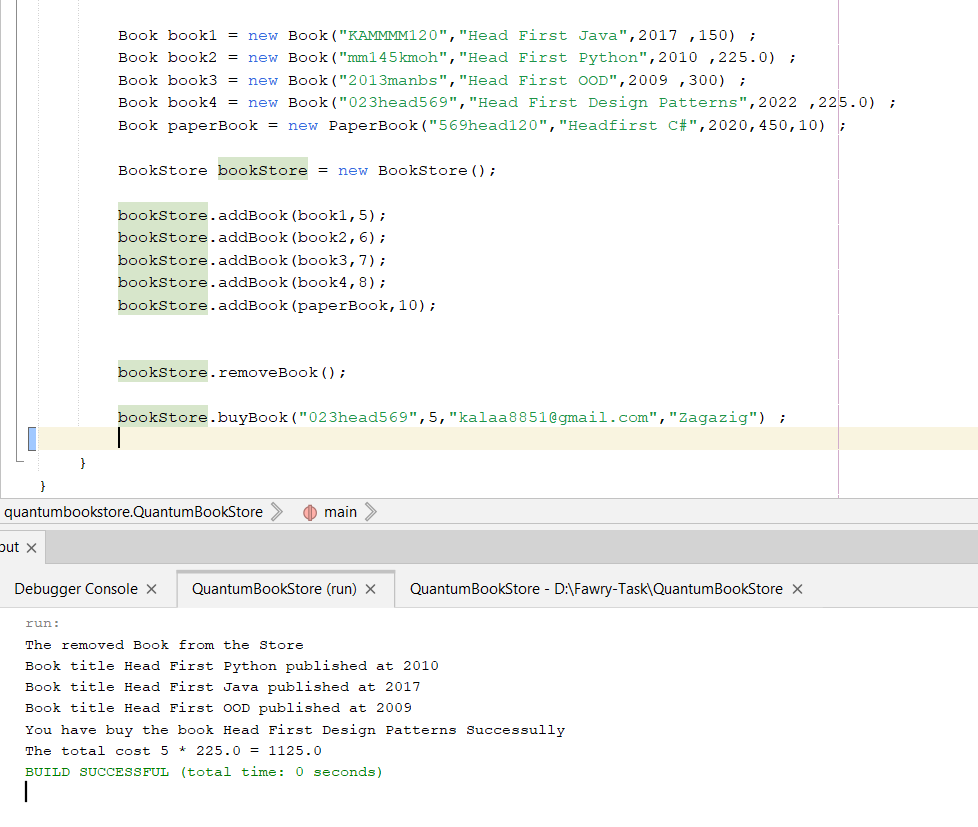 Book book1 = new Book("KAMMMM120","Head First Java",2017 ,150) ;
Book book2 = new Book("mm145kmoh","Head First Python",2010 ,225.0) ;
Book book3 = new Book("2013manbs","Head First OOD",2009 ,300) ;
Book book4 = new Book("023head569","Head First Design Patterns",2022 ,225.0) ;
Book paperBook = new PaperBook("569head120","Headfirst C#",2020,450,10) ;
BookStore bookStore = new BookStore();
bookStore.addBook(book1,5);
bookStore.addBook(book2,6);
bookStore.addBook(book3,7);
bookStore.addBook(book4,8);
bookStore.addBook(paperBook,10);
bookStore.removeBook();
bookStore.buyBook("023head569",5,"kalaa8851@gmail.com","Zagazig") ;
}
}
quantumbookstore.QuantumBookStore main
put
Debugger Console QuantumBookStore (run) QuantumBookStore - D:\Fawry-Task\QuantumBookStore
run:
The removed Book from the Store
Book title Head First Python published at 2010
Book title Head First Java published at 2017
Book title Head First OOD published at 2009
You have buy the book Head First Design Patterns Successully
The total cost 5 * 225.0 = 1125.0
BUILD SUCCESSFUL (total time: 0 seconds)